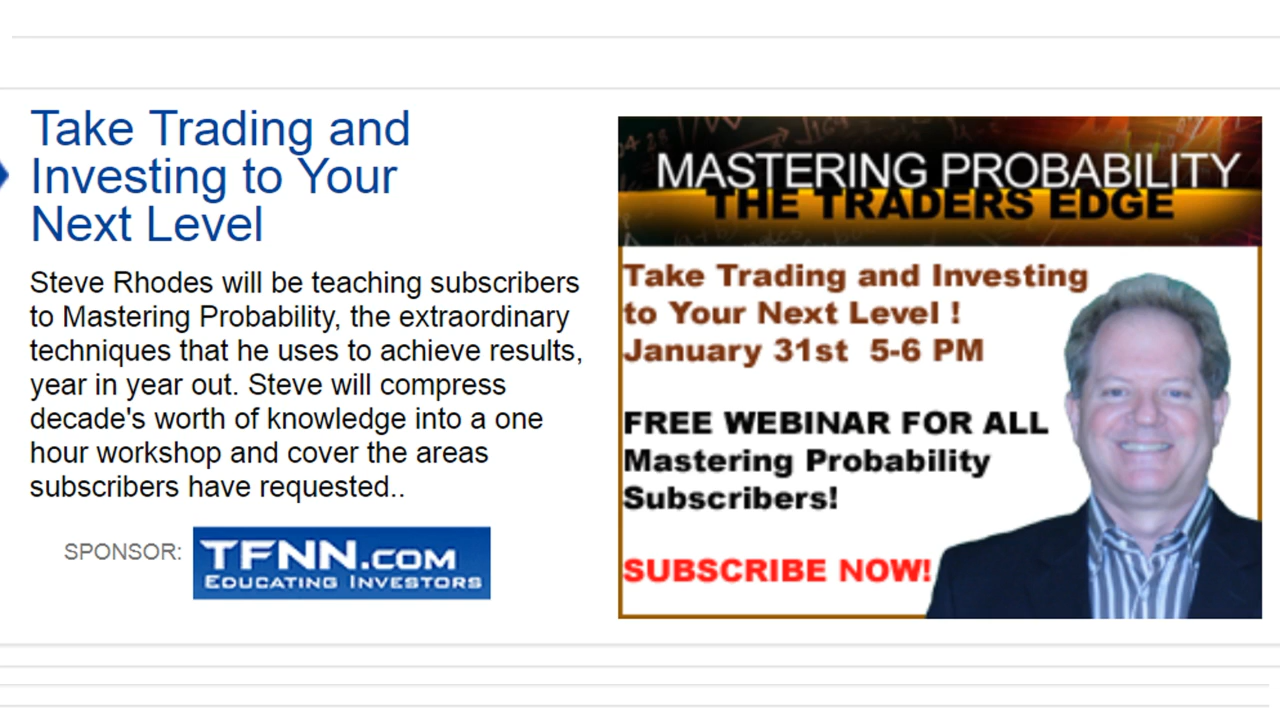 Take Trading and
Investing to Your
Next Level
Steve Rhodes will be teaching subscribers
to Mastering Probability, the extraordinary
techniques that he uses to achieve results,
year in year out. Steve will compress
decade's worth of knowledge into a one
hour workshop and cover the areas
subscribers have requested..
SPONSOR:
TFNN.COM
EDUCATING INVESTORS
MASTERING PROBABILITY
THE TRADERS EDGE
Take Trading and Investing
to Your Next Level !
January 31st 5-6 PM
FREE WEBINAR FOR ALL
Mastering Probability
Subscribers!
SUBSCRIBE NOW!